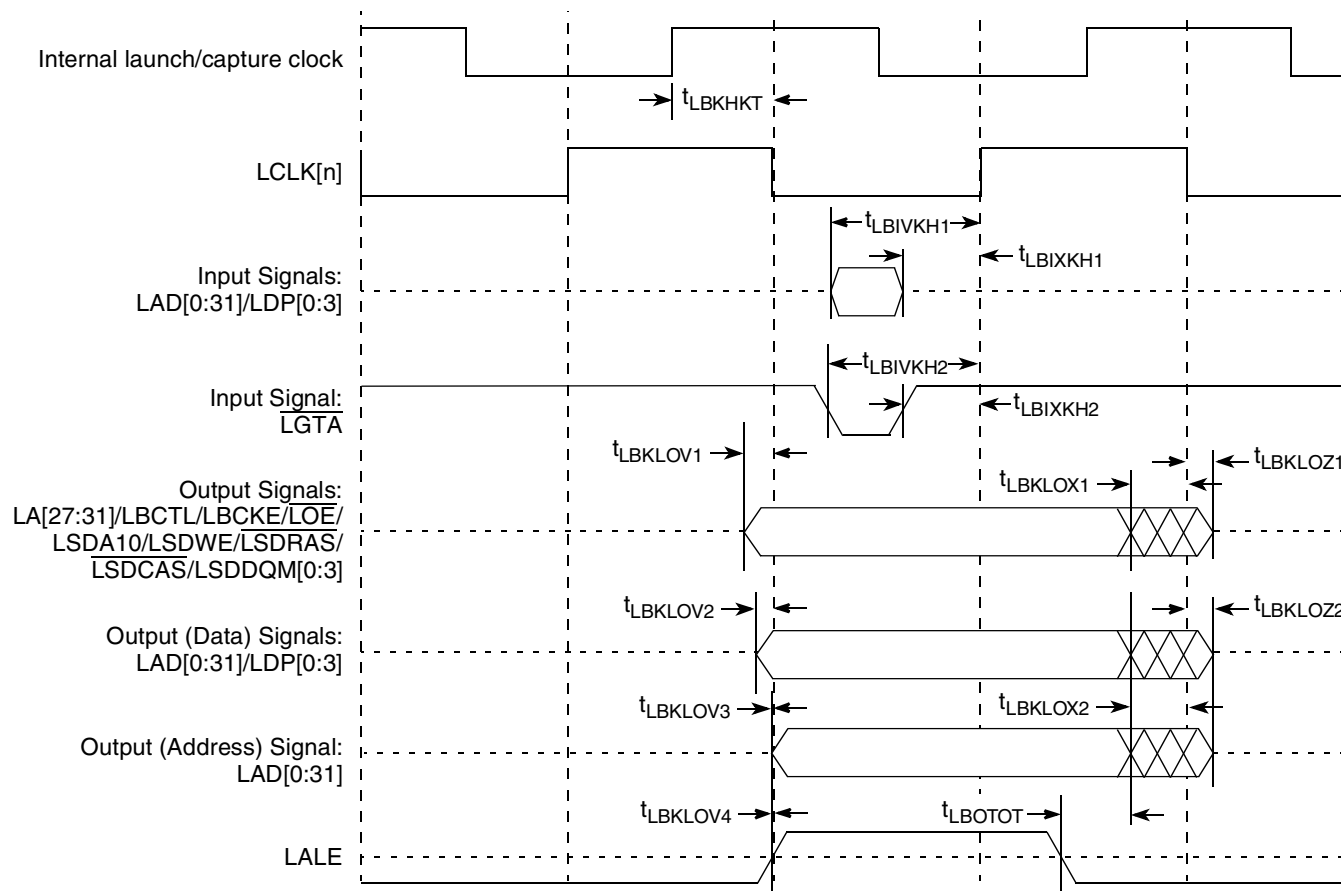 Internal launch/capture clock
tLBKHKT
LCLK[n]
tLBIVKH1
tLBIXKH1
Input Signals:
LAD[0:31]/LDP[0:3]
tLBIVKH2
Input Signal:
LGTA
tLBIXKH2
tLBKLOV1
tLBKLOZ1
tLBKLOX1
Output Signals:
LA[27:31]/LBCTL/LBCKE/LOE/
LSDA10/LSDWE/LSDRAS/
LSDCAS/LSDDQM[0:3]
tLBKLOV2
tLBKLOZ2
Output (Data) Signals:
LAD[0:31]/LDP[0:3]
tLBKLOV3
tLBKLOX2
Output (Address) Signal:
LAD[0:31]
tLBKLOV4
tLBOTOT
LALE